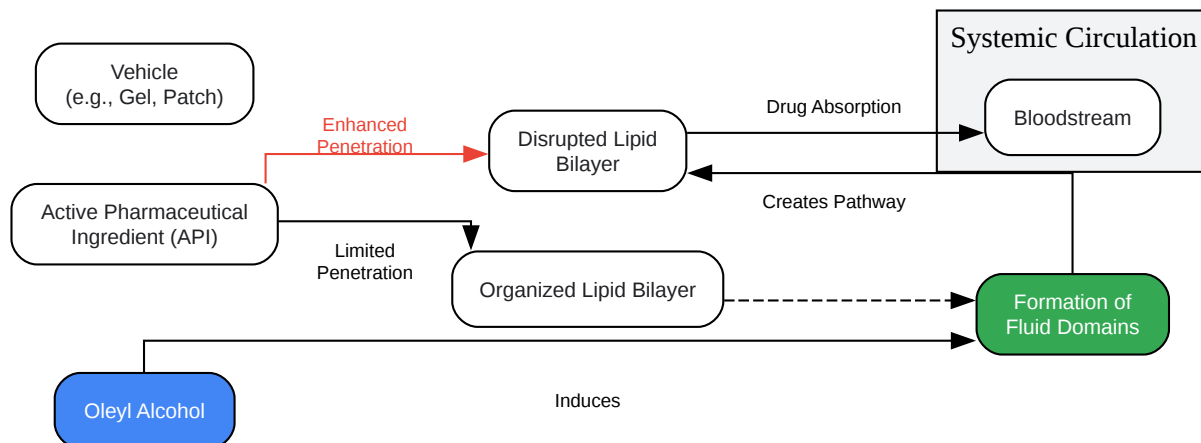 Systemic Circulation
Vehicle
(e.g., Gel, Patch)
Enhanced
Penetration
Disrupted Lipid
Bilayer
Drug Absorption
Bloodstream
Active Pharmaceutical
Ingredient (API)
Limited
Penetration
Creates Pathway
Organized Lipid Bilayer
Formation of
Fluid Domains
Oleyl Alcohol
Induces